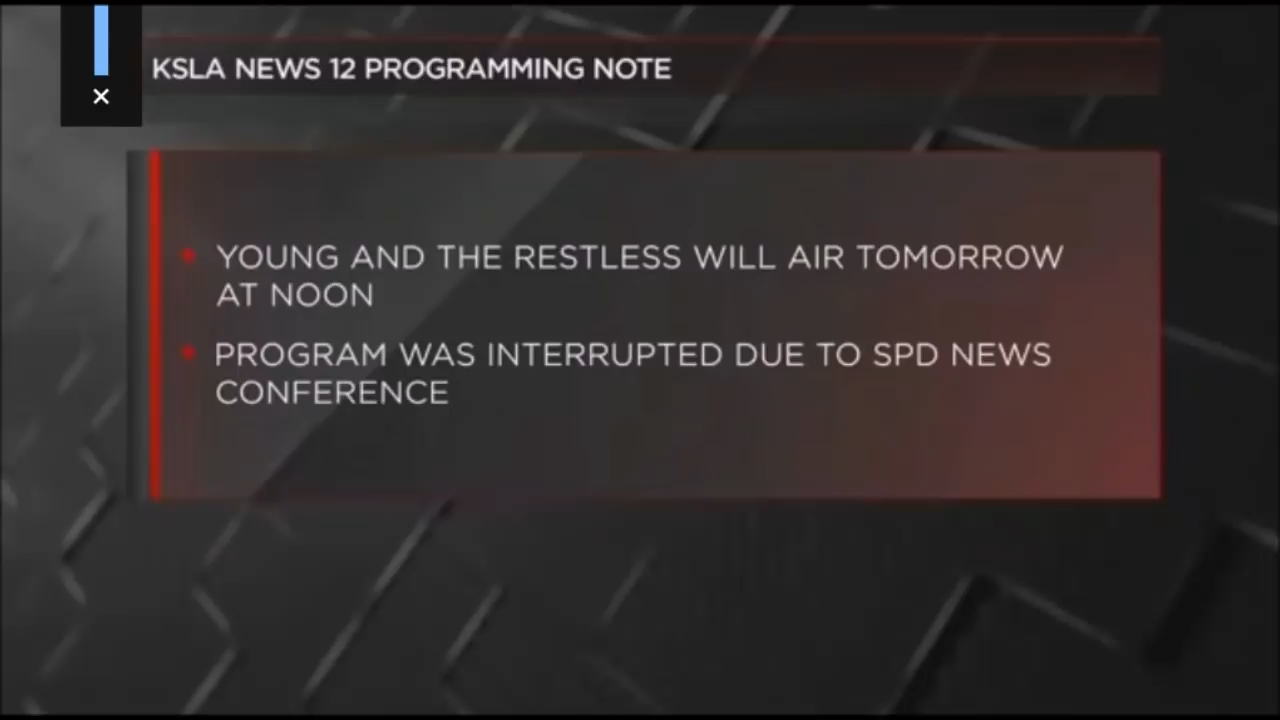 KSLA NEWS 12 PROGRAMMING NOTE
YOUNG AND THE RESTLESS WILL AIR TOMORROW
AT NOON
PROGRAM WAS INTERRUPTED DUE TO SPD NEWS
CONFERENCE